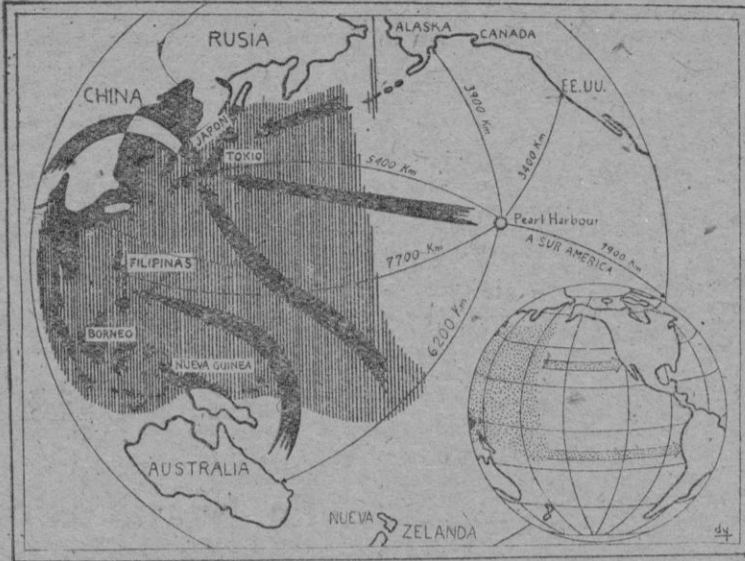 RUSIA
ALASKA
CANADA
CHINA
EE.UU.
JAPON
TOKIO
3900 Km
3400 Km
5400 Km
Pearl Harbour
A SUR AMERICA
7900 Km
FILIPINAS
7700 Km
6200 Km
BORNEO
NUEVA GUINEA
AUSTRALIA
NUEVA
ZELANDA
dy